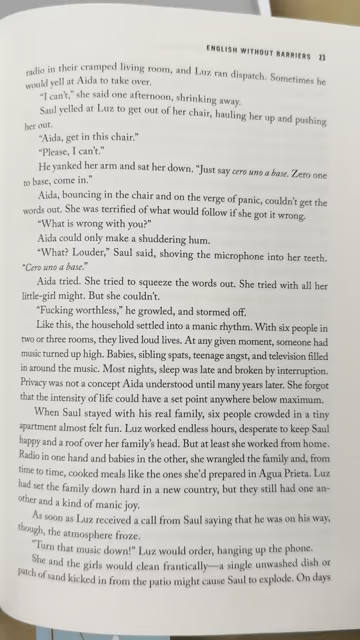 ENGLISH WITHOUT BARRIERS 23
radio in their cramped living room, and Luz ran dispatch. Sometimes he
would yell at Aida to take over.
"I can't," she said one afternoon, shrinking away.
Saul yelled at Luz to get out of her chair, hauling her up and pushing
her out.
"Aida, get in this chair."
"Please, I can't."
He yanked her arm and sat her down. "Just say cero uno a base. Zero one
to base, come in."
Aida, bouncing in the chair and on the verge of panic, couldn't get the
words out. She was terrified of what would follow if she got it wrong.
"What is wrong with you?"
Aida could only make a shuddering hum.
"What? Louder," Saul said, shoving the microphone into her teeth.
"Cero uno a base."
Aida tried. She tried to squeeze the words out. She tried with all her
little-girl might. But she couldn't.
"Fucking worthless," he growled, and stormed off.
Like this, the household settled into a manic rhythm. With six people in
two or three rooms, they lived loud lives. At any given moment, someone had
music turned up high. Babies, sibling spats, teenage angst, and television filled
in around the music. Most nights, sleep was late and broken by interruption.
Privacy was not a concept Aida understood until many years later. She forgot
that the intensity of life could have a set point anywhere below maximum.
When Saul stayed with his real family, six people crowded in a tiny
apartment almost felt fun. Luz worked endless hours, desperate to keep Saul
happy and a roof over her family's head. But at least she worked from home.
Radio in one hand and babies in the other, she wrangled the family and, from
time to time, cooked meals like the ones she'd prepared in Agua Prieta. Luz
had set the family down hard in a new country, but they still had one an-
other and a kind of manic joy.
As soon as Luz received a call from Saul saying that he was on his way,
though, the atmosphere froze.
"Turn that music down!" Luz would order, hanging up the phone.
She and the girls would clean frantically—a single unwashed dish or
patch of sand kicked in from the patio might cause Saul to explode. On days